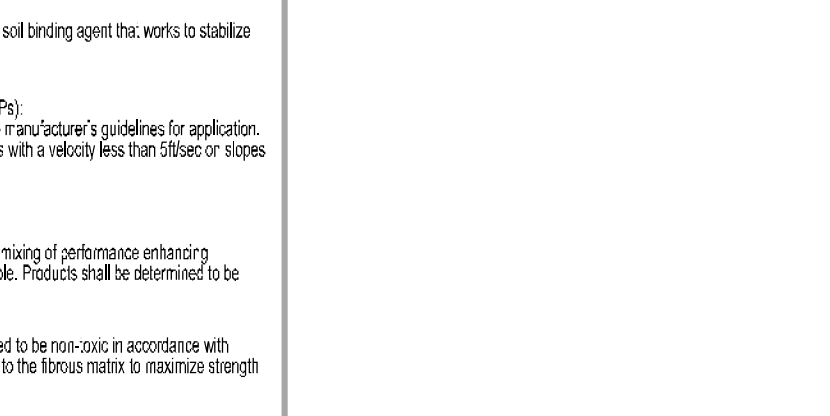 soil binding agent that works to stabilize
Ps):
manufacturer's guidelines for application.
s with a velocity less than 5ft/sec or slopes
mixing of performance enhancing
ole. Products shall be determined to be
ed to be non-toxic in accordance with
to the fibrous matrix to maximize strength